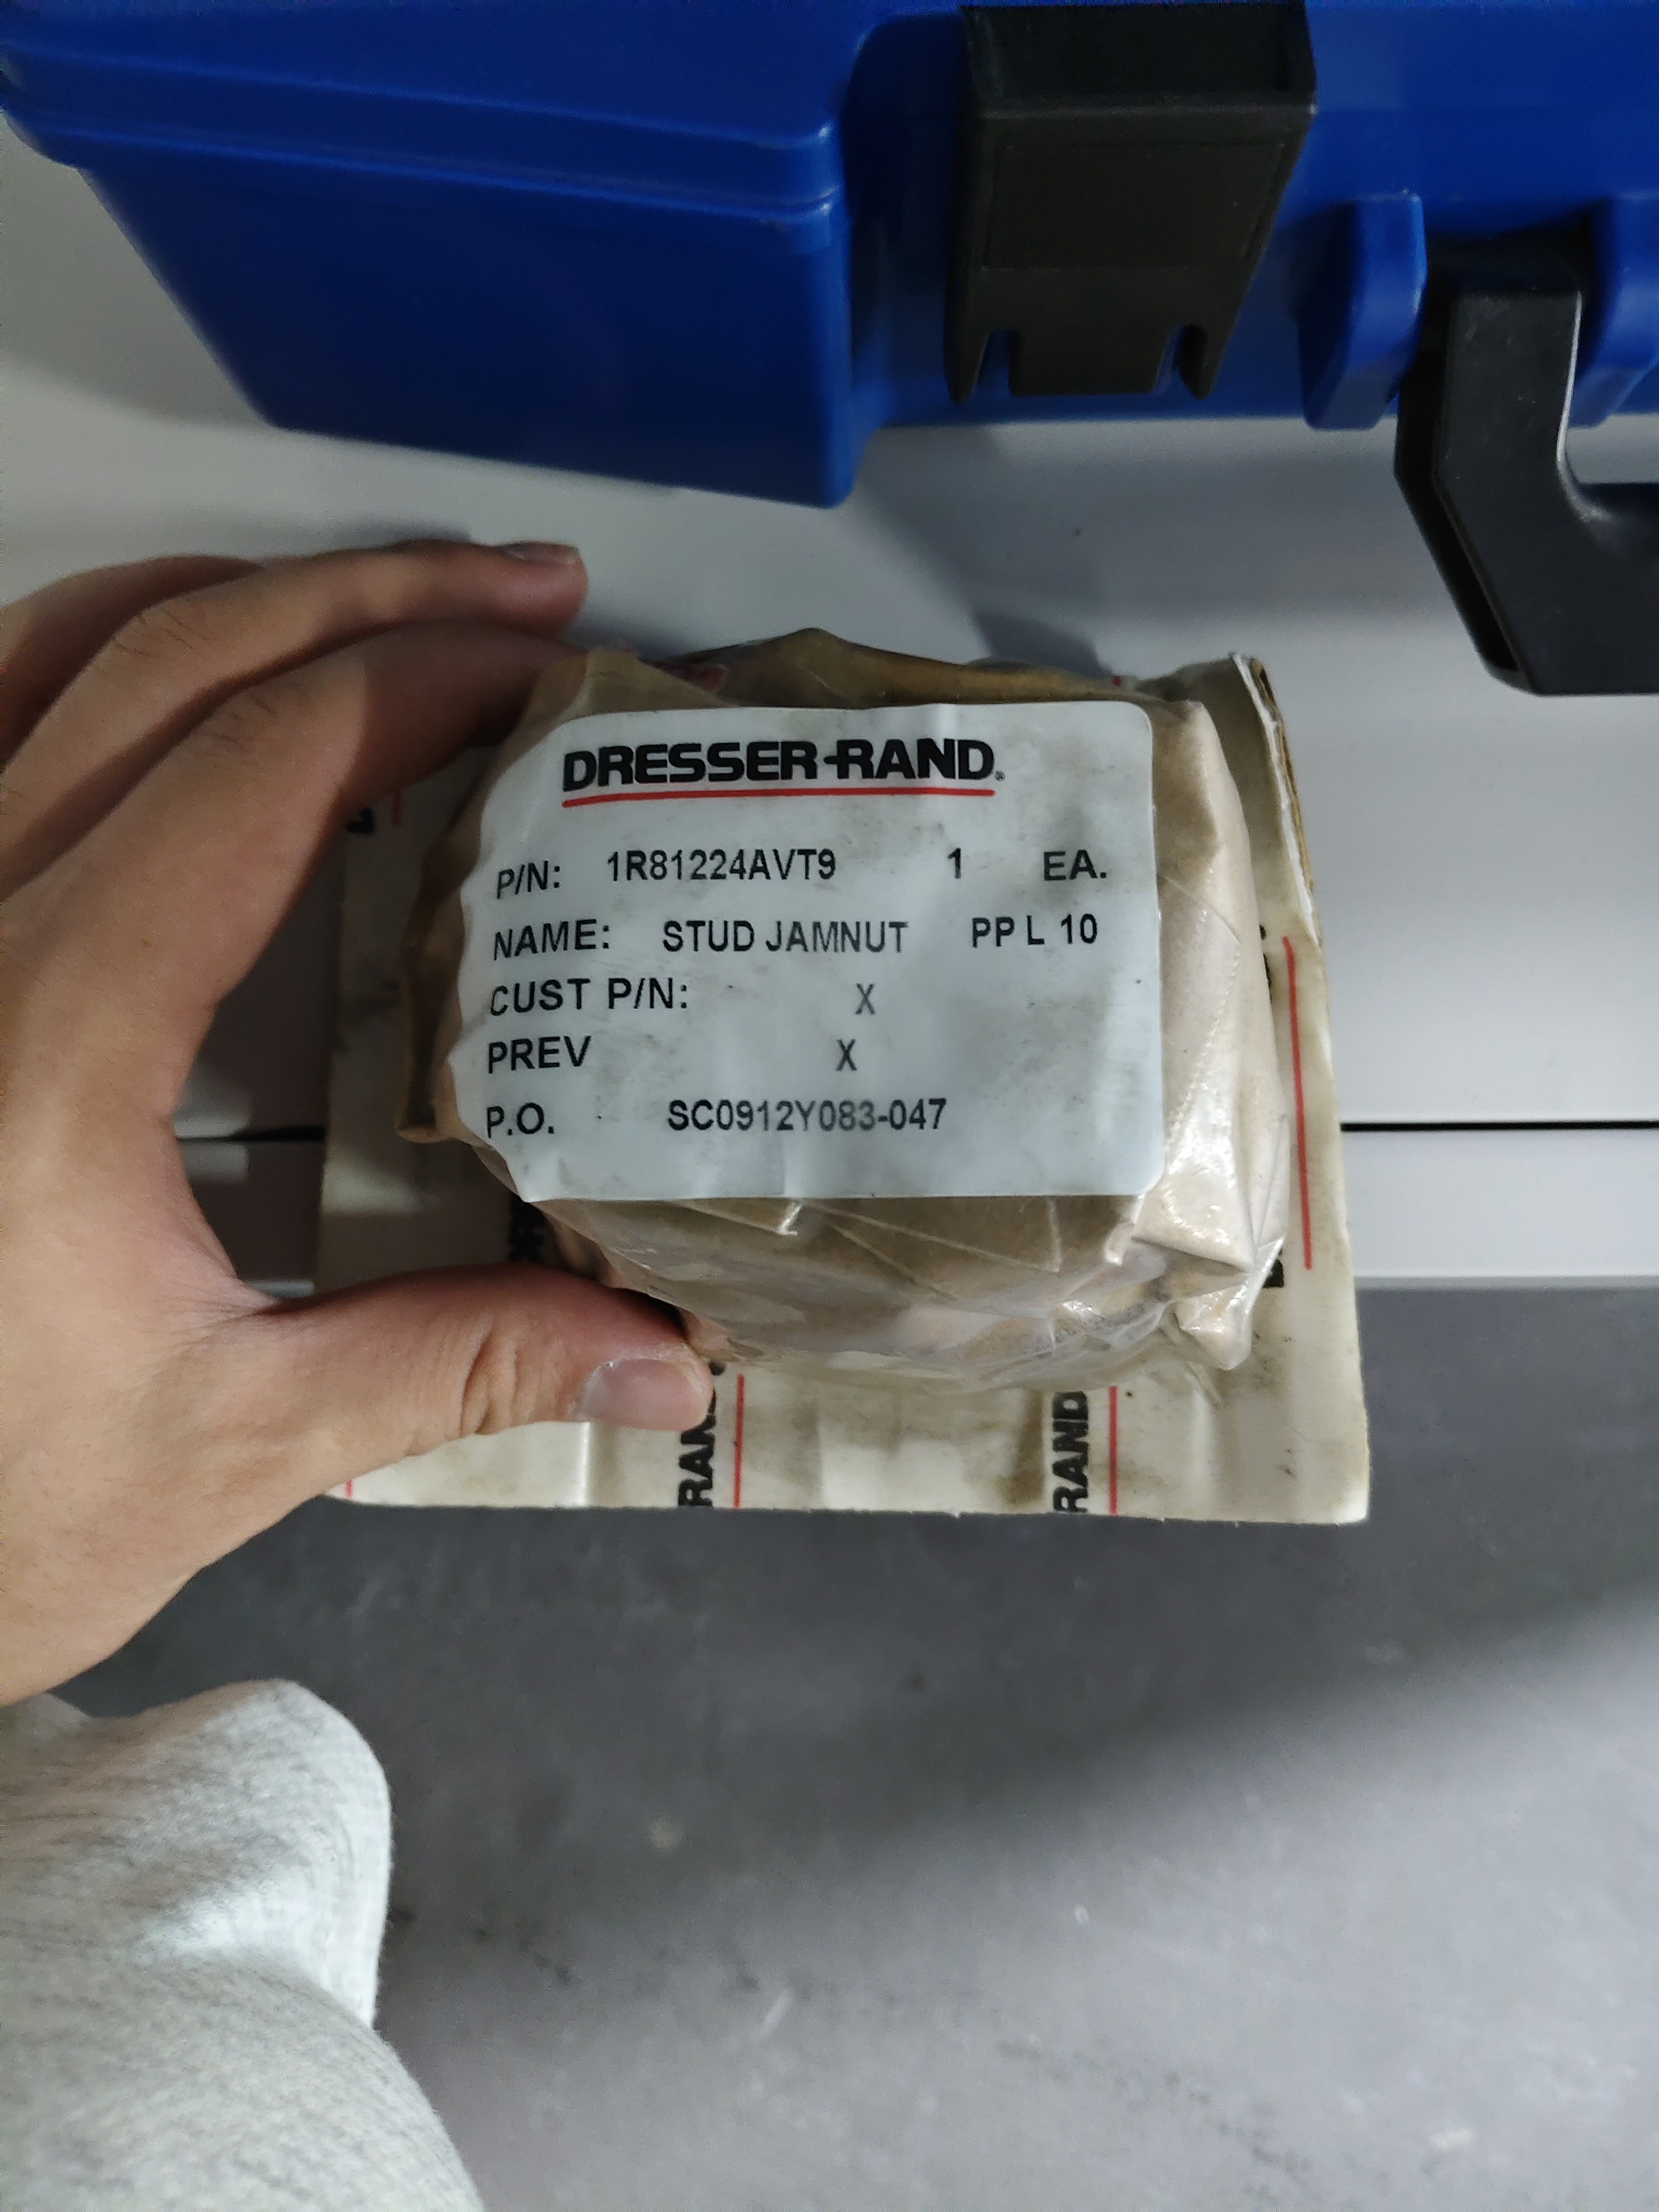 DRESSER-RAND®
P/N: 1R81224AVT9 1 EA.
NAME: STUD JAMNUT PP L 10
CUST P/N: X
PREV X
P.O. SC0912Y083-047
RAND
RAND